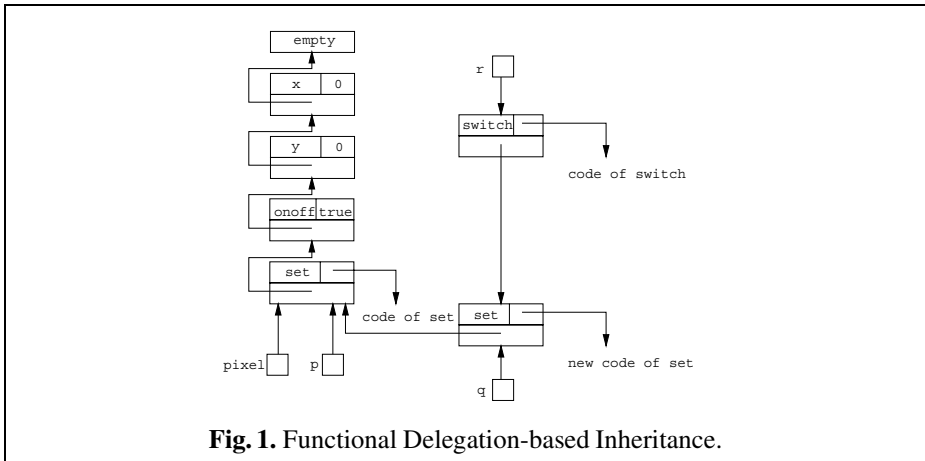 empty
x 0
r
switch
y 0
code of switch
onoff true
set
code of set
set
pixel
p
new code of set
q
Fig. 1. Functional Delegation-based Inheritance.